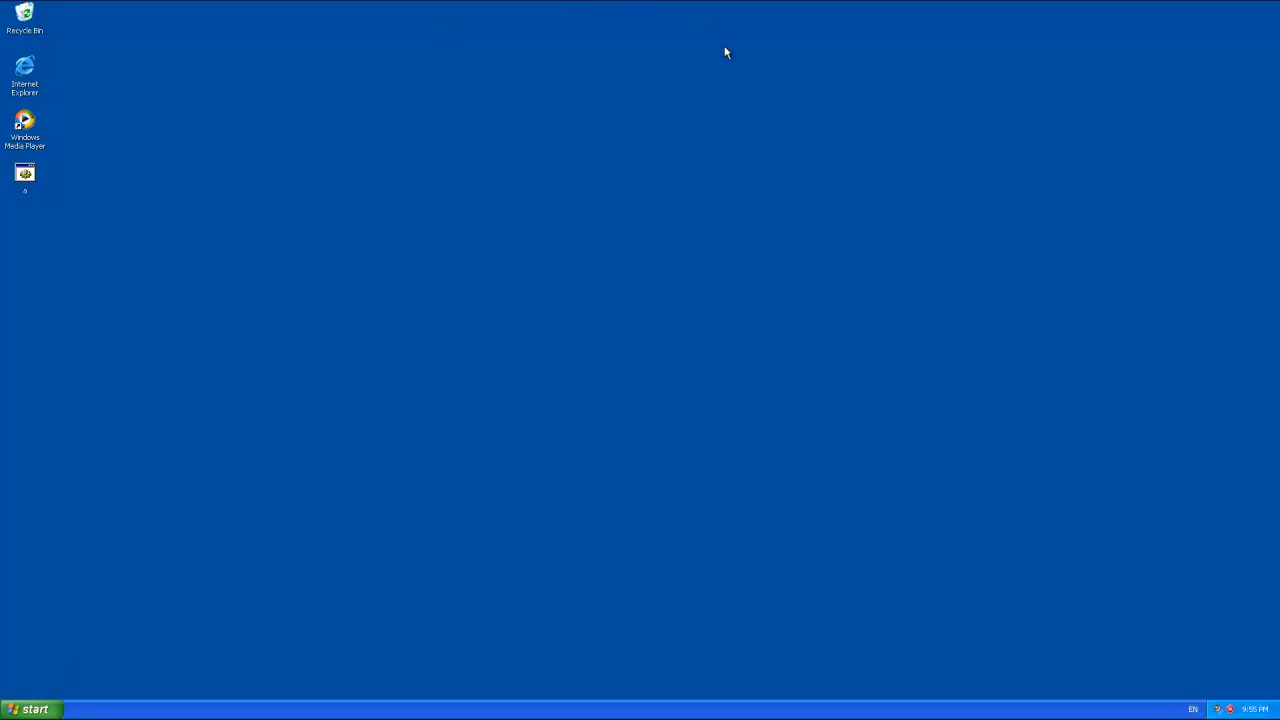 Recycle Bin
Internet
Explorer
Windows
Media Player
a
start
EN
9:55 PM